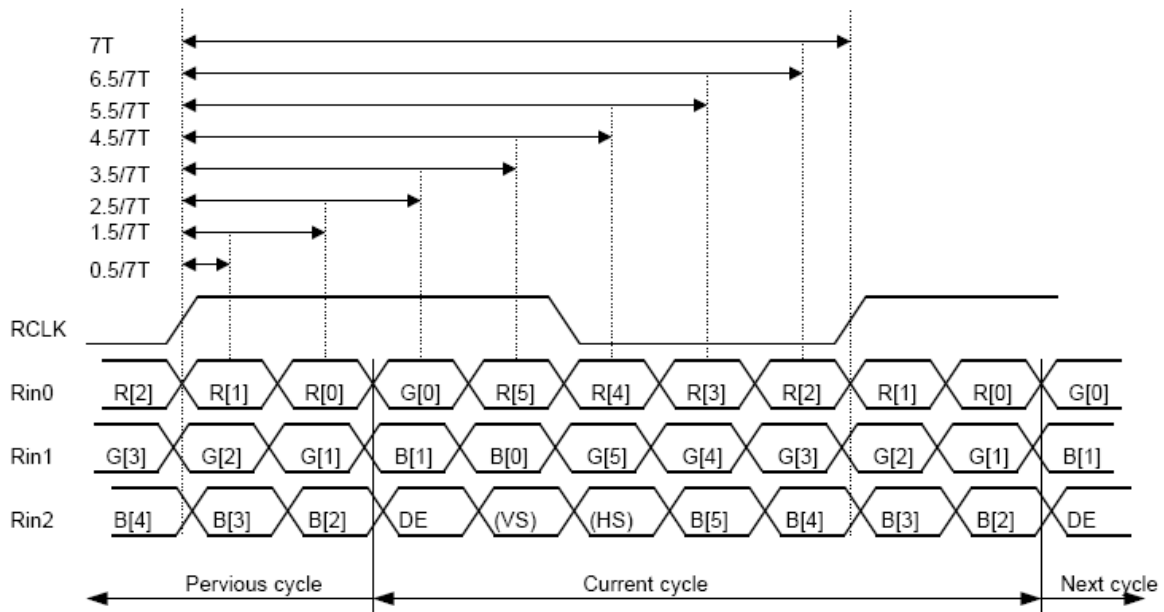 7T
6.5/7T
5.5/7T
4.5/7T
3.5/7T
2.5/7T
1.5/7T
0.5/7T
RCLK
Rin0 R[2] R[1] R[0] G[0] R[5] R[4] R[3] R[2] R[1] R[0] G[0]
Rin1 G[3] G[2] G[1] B[1] B[0] G[5] G[4] G[3] G[2] G[1] B[1]
Rin2 B[4] B[3] B[2] DE (VS) (HS) B[5] B[4] B[3] B[2] DE
Pervious cycle Current cycle Next cycle